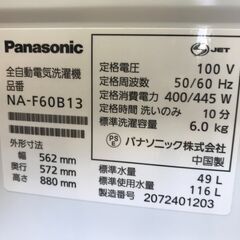 Panasonic
JET
全自動電気洗濯機
品番
NA-F60B13
外形寸法
幅 562 mm
奥行 572 mm
高さ 880 mm
定格電圧 100 V
定格周波数 50/60 Hz
定格消費電力 400/445 W
定格時間 洗いのみ 10分
標準洗濯容量 6.0 kg
PS E パナソニック株式会社
中国製
標準水量 49 L
標準使用水量 116 L
製造番号 2072401203